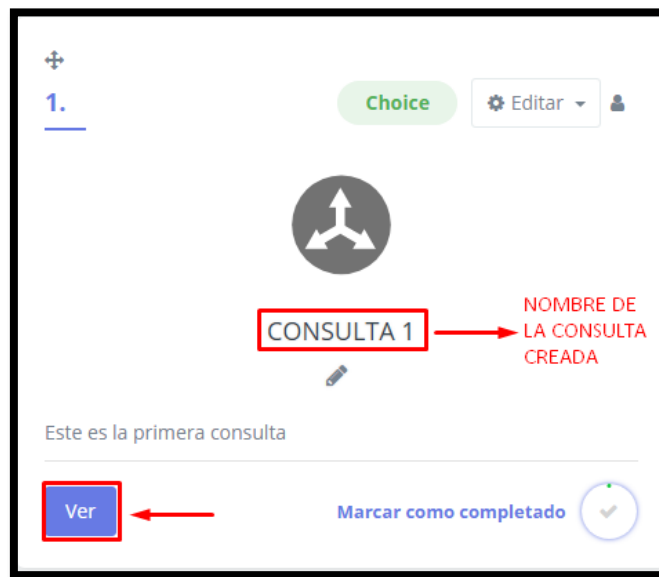 1.
Choice
Editar
CONSULTA 1
NOMBRE DE
LA CONSULTA
CREADA
Este es la primera consulta
Ver
Marcar como completado